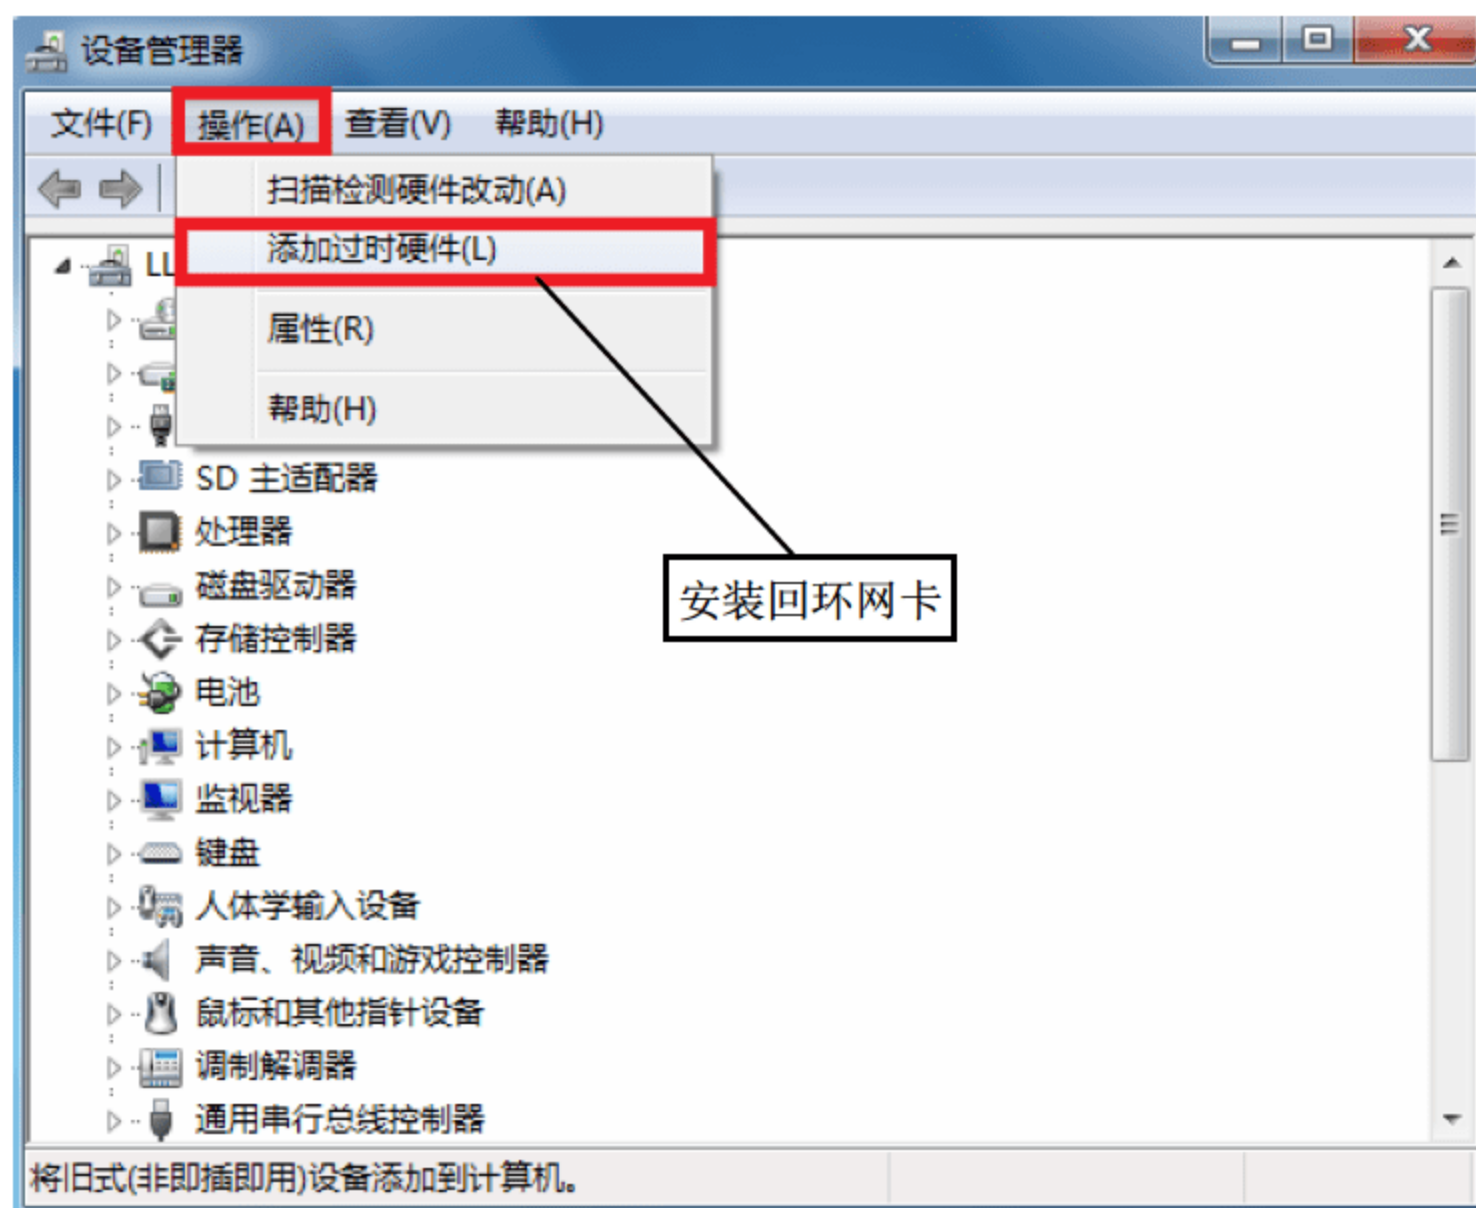 设备管理器
文件(F) 操作(A) 查看(V) 帮助(H)
扫描检测硬件改动(A)
添加过时硬件(L)
属性(R)
帮助(H)
SD 主适配器
处理器
安装回环网卡
磁盘驱动器
存储控制器
电池
计算机
监视器
键盘
人体学输入设备
声音、视频和游戏控制器
鼠标和其他指针设备
调制解调器
通用串行总线控制器
将旧式(非即插即用)设备添加到计算机。